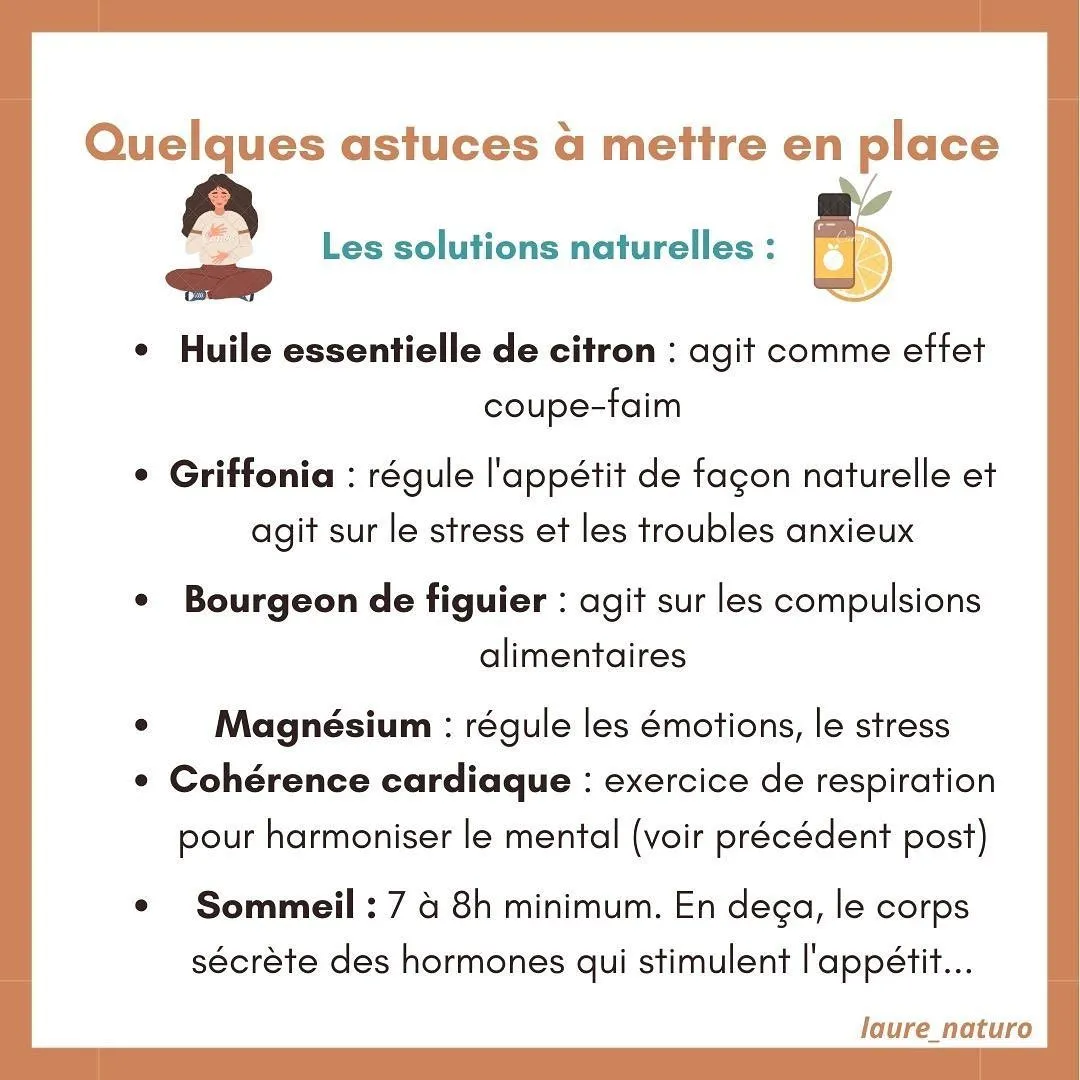 Quelques astuces à mettre en place
Les solutions naturelles :
• Huile essentielle de citron : agit comme effet
coupe-faim
• Griffonia : régule l'appétit de façon naturelle et
agit sur le stress et les troubles anxieux
• Bourgeon de figuier : agit sur les compulsions
alimentaires
• Magnésium : régule les émotions, le stress
• Cohérence cardiaque : exercice de respiration
pour harmoniser le mental (voir précédent post)
• Sommeil : 7 à 8h minimum. En deça, le corps
sécrète des hormones qui stimulent l'appétit...
laure_naturo